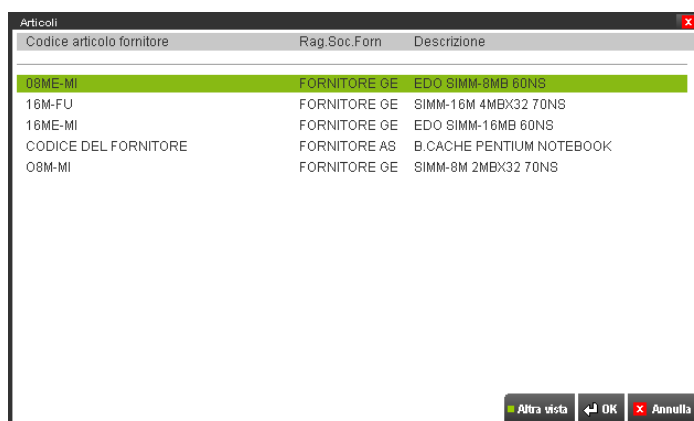 Articoli
Codice articolo fornitore Rag.Soc.Forn Descrizione
08ME-MI FORNITORE GE EDO SIMM-8MB 60NS
16M-FU FORNITORE GE SIMM-16M 4MBX32 70NS
16ME-MI FORNITORE GE EDO SIMM-16MB 60NS
CODICE DEL FORNITORE FORNITORE AS B.CACHE PENTIUM NOTEBOOK
O8M-MI FORNITORE GE SIMM-8M 2MBX32 70NS
Altra vista OK Annulla